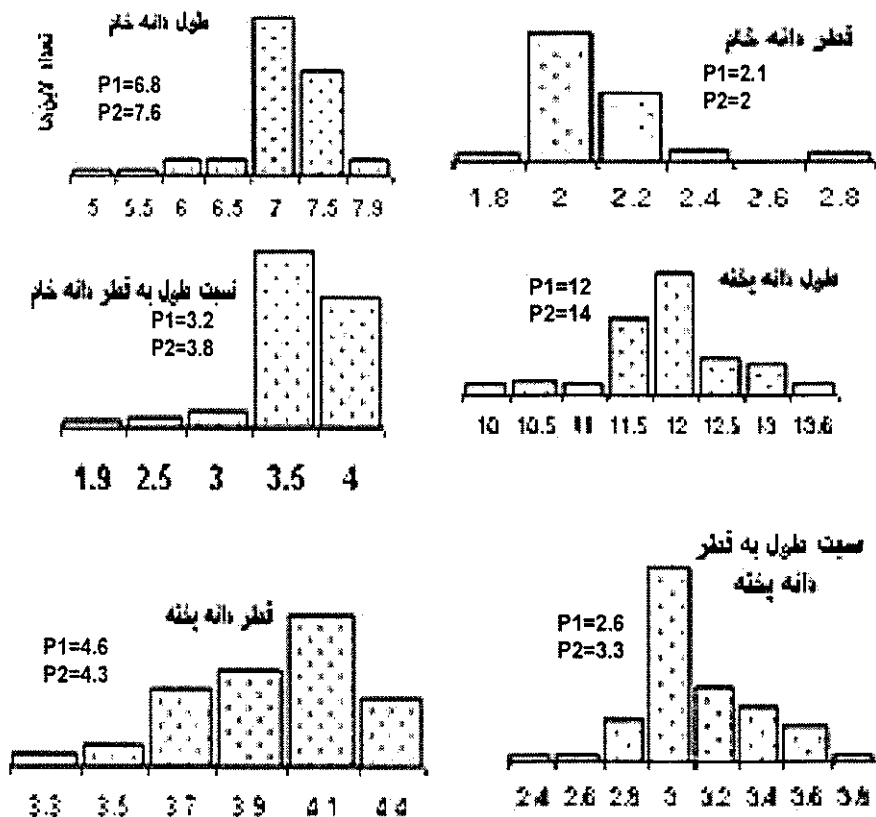 طول دانه خام
تعداد لاین‌ها
P1=6.8
P2=7.6
5 5.5 6 6.5 7 7.5 7.9
قطر دانه خام
P1=2.1
P2=2
1.8 2 2.2 2.4 2.6 2.8
نسبت طول به قطر دانه خام
P1=3.2
P2=3.8
1.9 2.5 3 3.5 4
طول دانه پخته
P1=12
P2=14
10 10.5 11 11.5 12 12.5 13 13.6
قطر دانه پخته
P1=4.6
P2=4.3
3.3 3.5 3.7 3.9 4.1 4.4
نسبت طول به قطر
دانه پخته
P1=2.6
P2=3.3
2.4 2.6 2.8 3 3.2 3.4 3.6 3.8